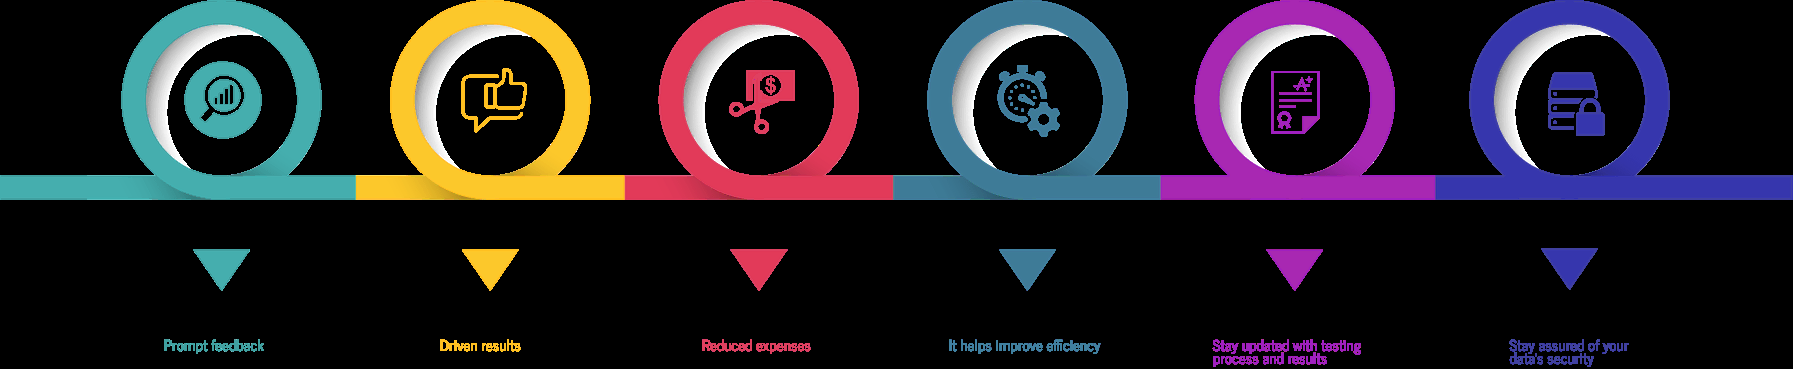 Prompt feedback
Driven results
Reduced expenses
It helps improve efficiency
Stay updated with testing
process and results
Stay assured of your
data's security
$
A+